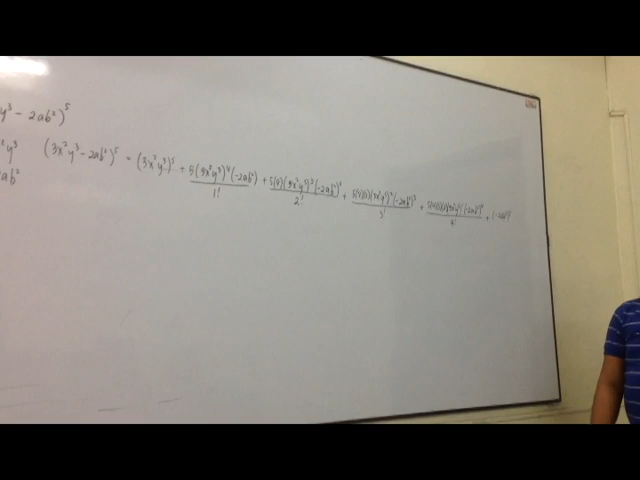 y³ - 2ab²)⁵
²y³
(3x²y³ - 2ab²)⁵ = (3x²y³)⁵ + 5(3x²y³)⁴(-2ab²)/1! + 5(4)(3x²y³)³(-2ab²)²/2! + 5(4)(3)(3x²y³)²(-2ab²)³/3! + 5(4)(3)(2)(3x²y³)(-2ab²)⁴/4! + (-2ab²)⁵
2ab²